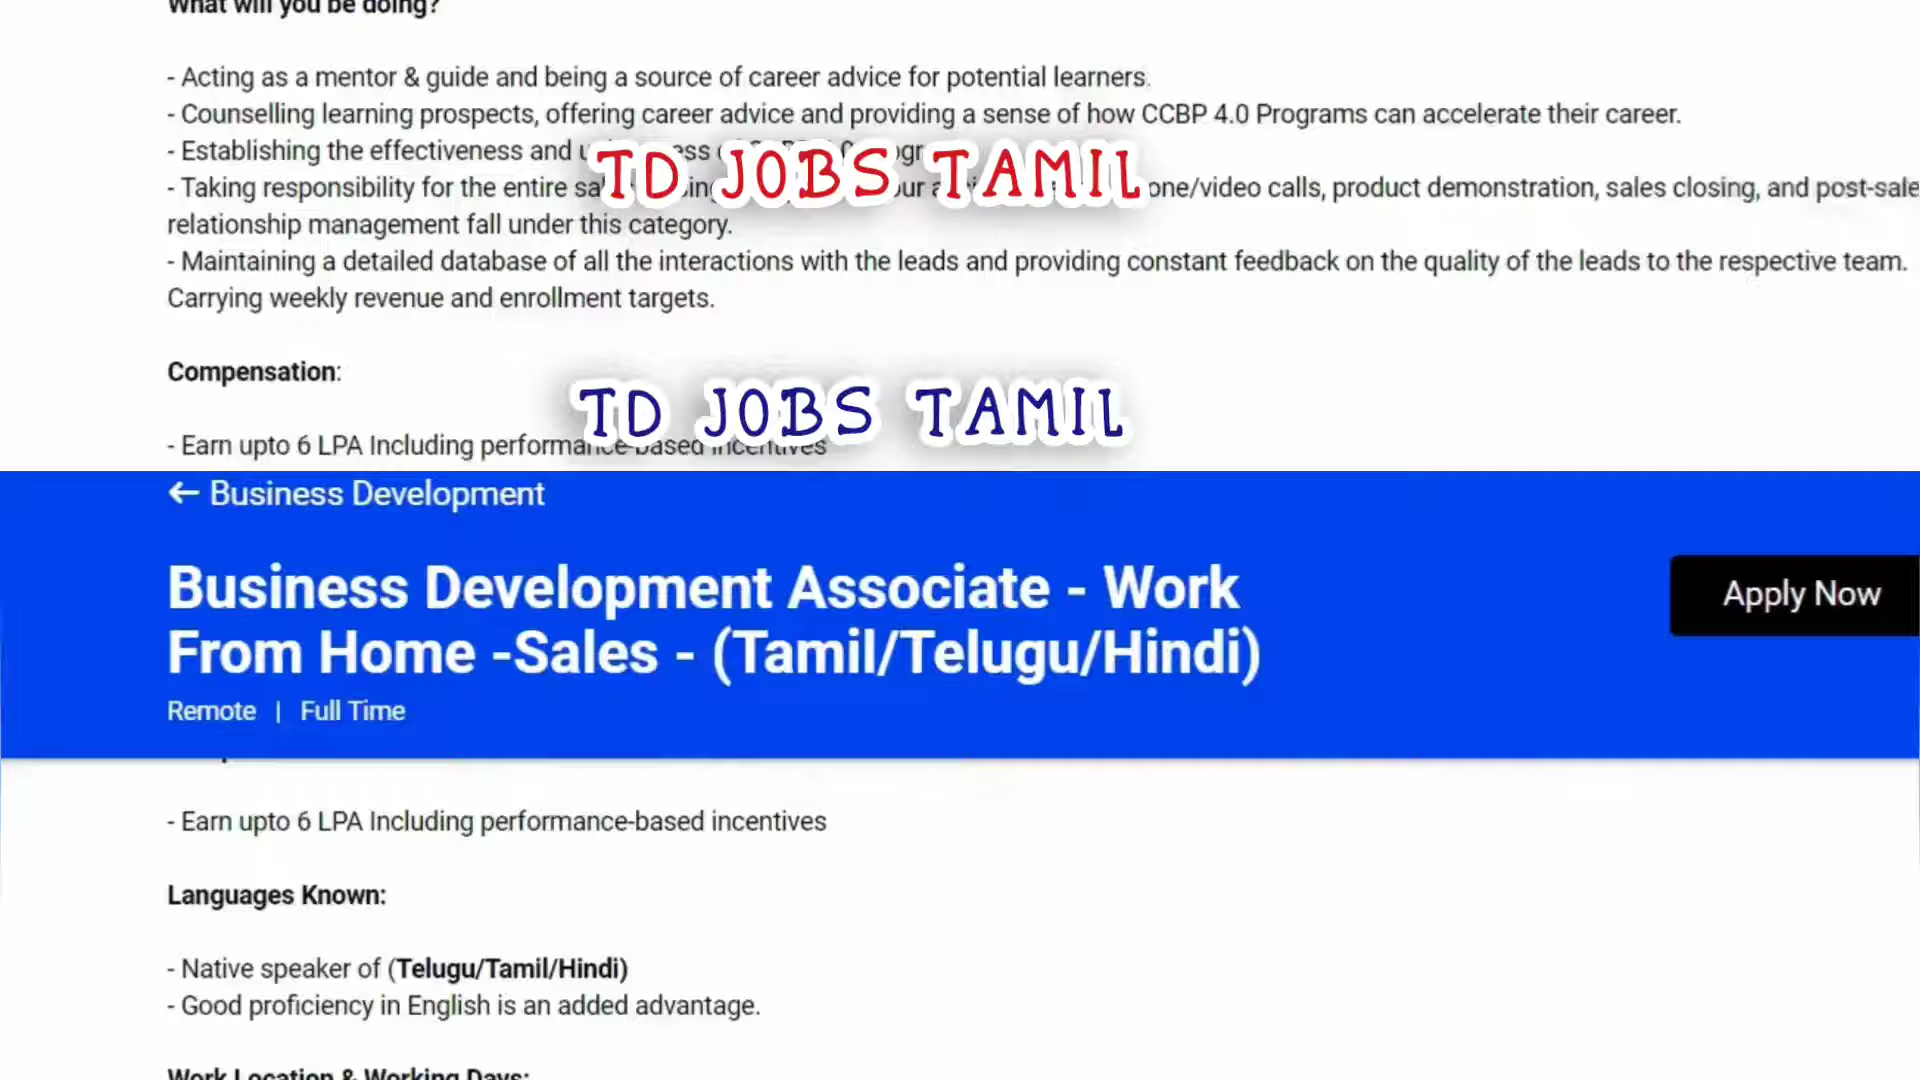 What will you be doing?
- Acting as a mentor & guide and being a source of career advice for potential learners.
- Counselling learning prospects, offering career advice and providing a sense of how CCBP 4.0 Programs can accelerate their career.
- Establishing the effectiveness and
TD JOBS TAMIL
- Taking responsibility for the entire one/video calls, product demonstration, sales closing, and post-sale
relationship management fall under this category.
- Maintaining a detailed database of all the interactions with the leads and providing constant feedback on the quality of the leads to the respective team.
Carrying weekly revenue and enrollment targets.
Compensation:
TD JOBS TAMIL
- Earn upto 6 LPA Including performance-based incentives
← Business Development
Business Development Associate - Work
From Home -Sales - (Tamil/Telugu/Hindi)
Apply Now
Remote | Full Time
- Earn upto 6 LPA Including performance-based incentives
Languages Known:
- Native speaker of (Telugu/Tamil/Hindi)
- Good proficiency in English is an added advantage.
Work Location & Working Days: